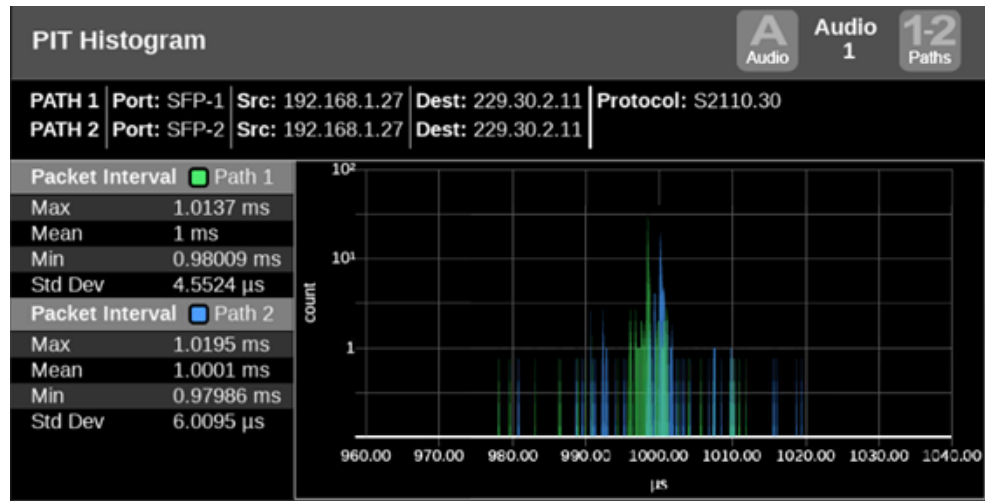 PIT Histogram
A Audio
Audio 1
1-2 Paths
PATH 1 Port: SFP-1 Src: 192.168.1.27 Dest: 229.30.2.11 Protocol: S2110.30
PATH 2 Port: SFP-2 Src: 192.168.1.27 Dest: 229.30.2.11
Packet Interval Path 1
Max 1.0137 ms
Mean 1 ms
Min 0.98009 ms
Std Dev 4.5524 µs
Packet Interval Path 2
Max 1.0195 ms
Mean 1.0001 ms
Min 0.97986 ms
Std Dev 6.0095 µs
count
10²
10¹
1
10²
960.00 970.00 980.00 990.00 1000.00 1010.00 1020.00 1030.00 1040.00
µs